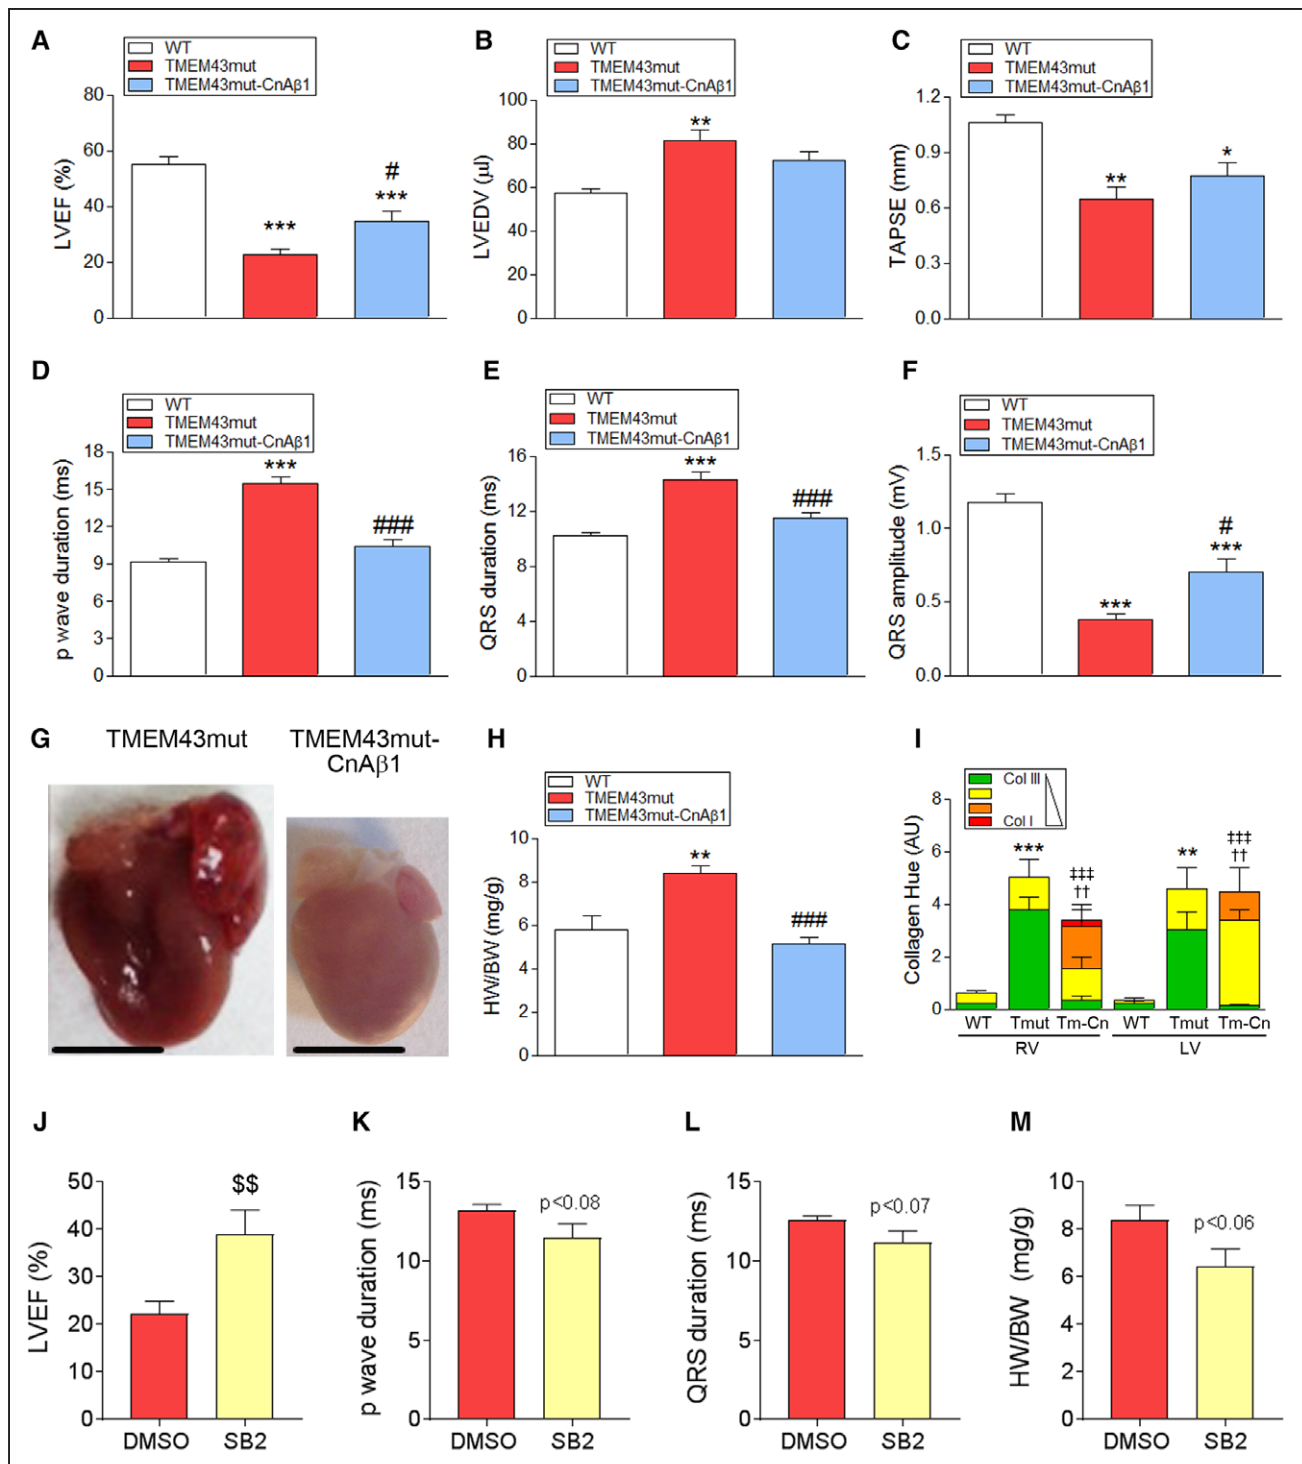 A
WT
TMEM43mut
TMEM43mut-CnAβ1
80
60
40
20
0
LVEF (%)
***
#
***
B
WT
TMEM43mut
TMEM43mut-CnAβ1
100
80
60
40
20
0
LVEDV (µl)
**
C
WT
TMEM43mut
TMEM43mut-CnAβ1
1.2
0.9
0.6
0.3
0.0
TAPSE (mm)
**
*
D
WT
TMEM43mut
TMEM43mut-CnAβ1
18
15
12
9
6
3
0
p wave duration (ms)
***
###
E
WT
TMEM43mut
TMEM43mut-CnAβ1
16
12
8
4
0
QRS duration (ms)
***
###
F
WT
TMEM43mut
TMEM43mut-CnAβ1
1.5
1.0
0.5
0.0
QRS amplitude (mV)
***
#
***
G
TMEM43mut
TMEM43mut-
CnAβ1
H
WT
TMEM43mut
TMEM43mut-CnAβ1
10
8
6
4
2
0
HW/BW (mg/g)
**
###
I
Col III
Col I
8
6
4
2
0
Collagen Hue (AU)
***
‡‡‡
††
**
‡‡‡
††
WT Tmut Tm-Cn WT Tmut Tm-Cn
RV LV
J
50
40
30
20
10
0
LVEF (%)
$$
DMSO SB2
K
15
10
5
0
p wave duration (ms)
p<0.08
DMSO SB2
L
15
10
5
0
QRS duration (ms)
p<0.07
DMSO SB2
M
10
8
6
4
2
0
HW/BW (mg/g)
p<0.06
DMSO SB2